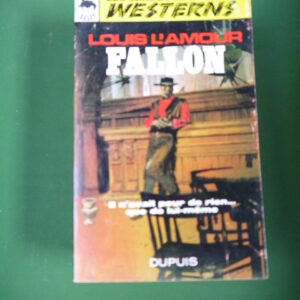 WESTERNS
LOUIS L'AMOUR
FALLON
Il n'avait peur de rien...
que de lui-même
DUPUIS